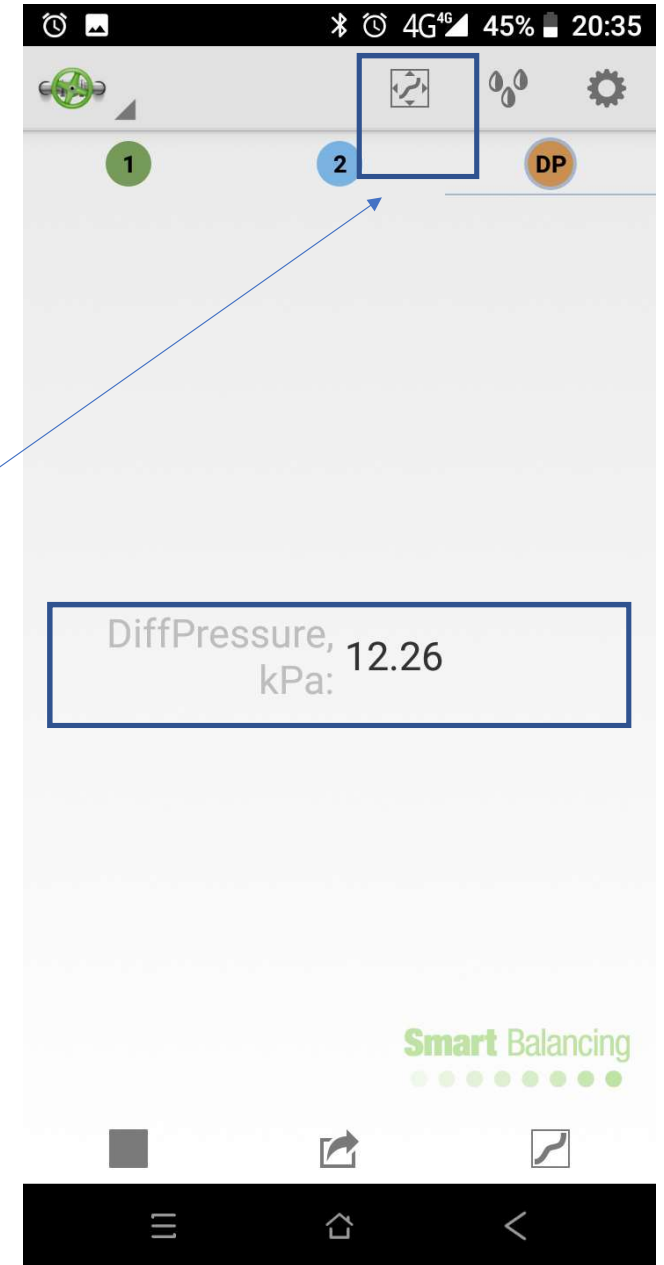 4G 4G 45% 20:35
1 2 DP
DiffPressure, 12.26
kPa:
Smart Balancing